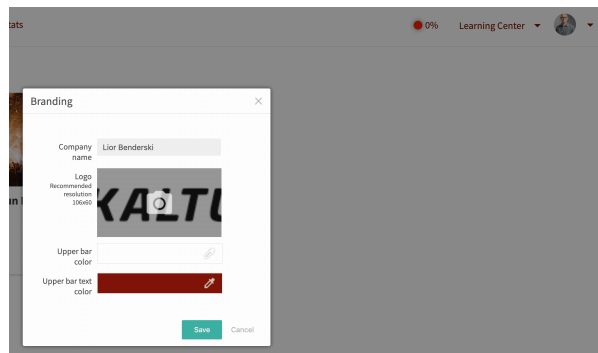 tats
0%
Learning Center
Branding
Company
name
Lior Benderski
Logo
Recommended
resolution
106x60
KALTU
Upper bar
color
Upper bar text
color
Save
Cancel